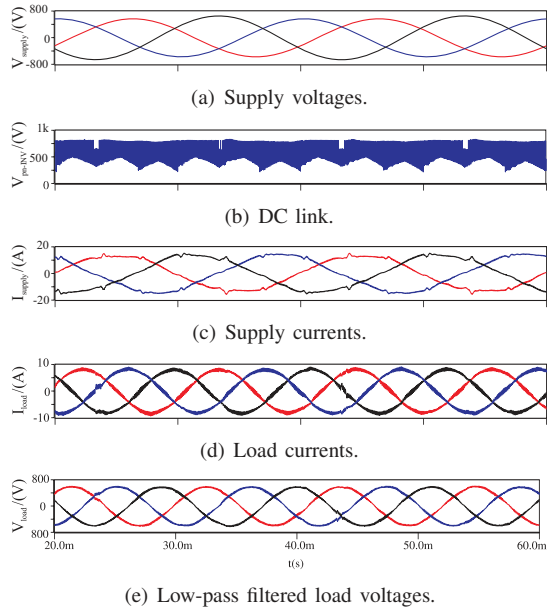 800
0
-800
V_supply/(V)
(a) Supply voltages.
1k
500
0
V_pn-INV/(V)
(b) DC link.
20
0
-20
I_supply/(A)
(c) Supply currents.
10
0
-10
I_load/(A)
(d) Load currents.
800
0
800
V_load/(V)
20.0m 30.0m 40.0m 50.0m 60.0m
t(s)
(e) Low-pass filtered load voltages.